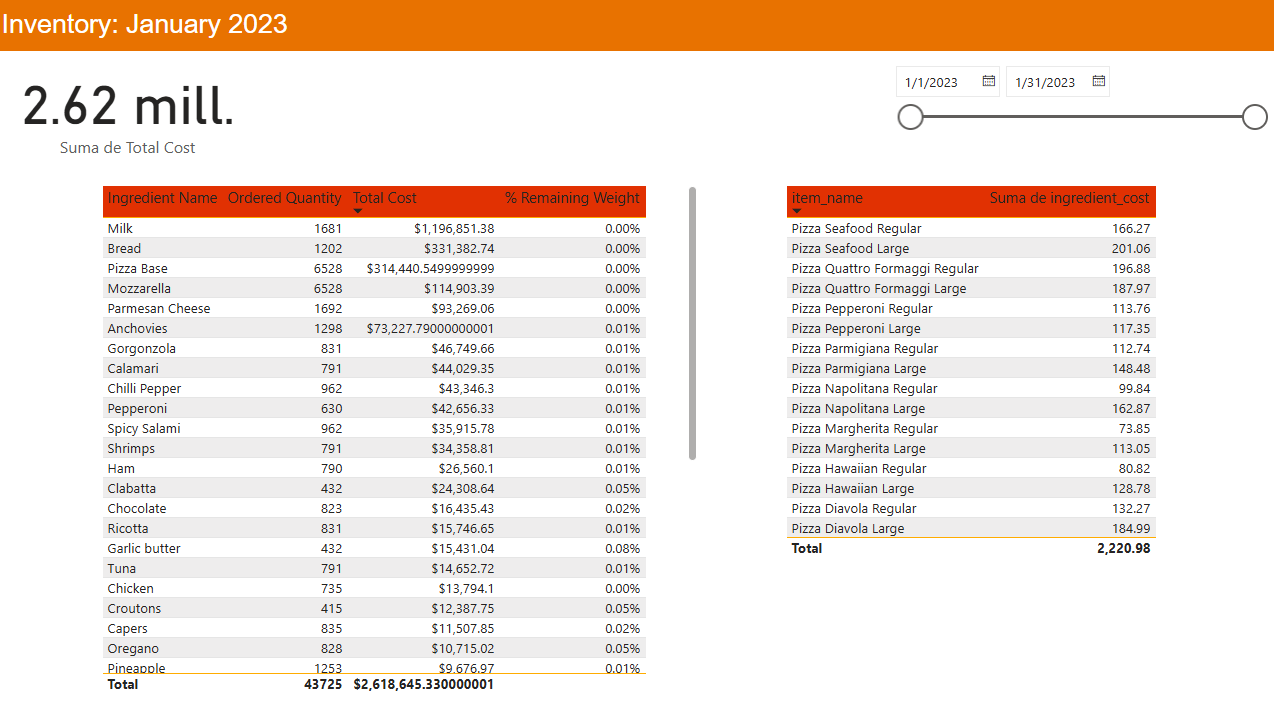 Inventory: January 2023
2.62 mill.
Suma de Total Cost
1/1/2023 1/31/2023
Ingredient Name Ordered Quantity Total Cost % Remaining Weight
Milk 1681 $1,196,851.38 0.00%
Bread 1202 $331,382.74 0.00%
Pizza Base 6528 $314,440.5499999999 0.00%
Mozzarella 6528 $114,903.39 0.00%
Parmesan Cheese 1692 $93,269.06 0.00%
Anchovies 1298 $73,227.79000000001 0.01%
Gorgonzola 831 $46,749.66 0.01%
Calamari 791 $44,029.35 0.01%
Chilli Pepper 962 $43,346.3 0.01%
Pepperoni 630 $42,656.33 0.01%
Spicy Salami 962 $35,915.78 0.01%
Shrimps 791 $34,358.81 0.01%
Ham 790 $26,560.1 0.01%
Clabatta 432 $24,308.64 0.05%
Chocolate 823 $16,435.43 0.02%
Ricotta 831 $15,746.65 0.01%
Garlic butter 432 $15,431.04 0.08%
Tuna 791 $14,652.72 0.01%
Chicken 735 $13,794.1 0.00%
Croutons 415 $12,387.75 0.05%
Capers 835 $11,507.85 0.02%
Oregano 828 $10,715.02 0.05%
Pineapple 1253 $9,676.97 0.01%
Total 43725 $2,618,645.330000001
item_name Suma de ingredient_cost
Pizza Seafood Regular 166.27
Pizza Seafood Large 201.06
Pizza Quattro Formaggi Regular 196.88
Pizza Quattro Formaggi Large 187.97
Pizza Pepperoni Regular 113.76
Pizza Pepperoni Large 117.35
Pizza Parmigiana Regular 112.74
Pizza Parmigiana Large 148.48
Pizza Napolitana Regular 99.84
Pizza Napolitana Large 162.87
Pizza Margherita Regular 73.85
Pizza Margherita Large 113.05
Pizza Hawaiian Regular 80.82
Pizza Hawaiian Large 128.78
Pizza Diavola Regular 132.27
Pizza Diavola Large 184.99
Total 2,220.98